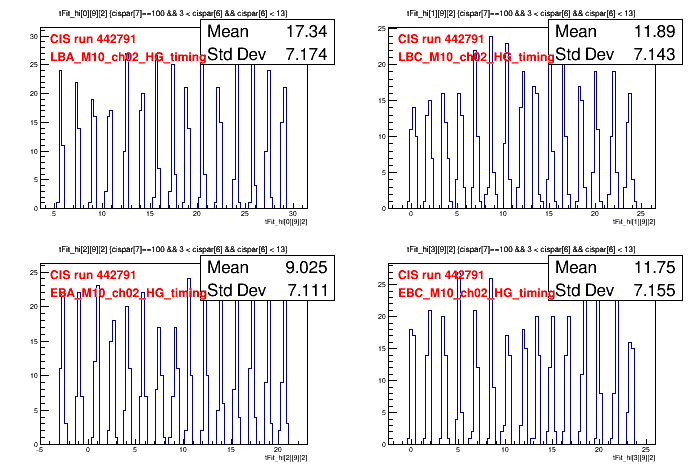 tFit_hi[0][9][2] {cispar[7]==100 && 3 < cispar[6] && cispar[6] < 13}
CIS run 442791
LBA_M10_ch02_HG_timing
Mean 17.34
Std Dev 7.174
30
25
20
15
10
5
0
5 10 15 20 25 30
tFit_hi[0][9][2]
tFit_hi[1][9][2] {cispar[7]==100 && 3 < cispar[6] && cispar[6] < 13}
CIS run 442791
LBC_M10_ch02_HG_timing
Mean 11.89
Std Dev 7.143
25
20
15
10
5
0
0 5 10 15 20 25
tFit_hi[1][9][2]
tFit_hi[2][9][2] {cispar[7]==100 && 3 < cispar[6] && cispar[6] < 13}
CIS run 442791
EBA_M10_ch02_HG_timing
Mean 9.025
Std Dev 7.111
25
20
15
10
5
0
-5 0 5 10 15 20
tFit_hi[2][9][2]
tFit_hi[3][9][2] {cispar[7]==100 && 3 < cispar[6] && cispar[6] < 13}
CIS run 442791
EBC_M10_ch02_HG_timing
Mean 11.75
Std Dev 7.155
25
20
15
10
5
0
0 5 10 15 20 25
tFit_hi[3][9][2]